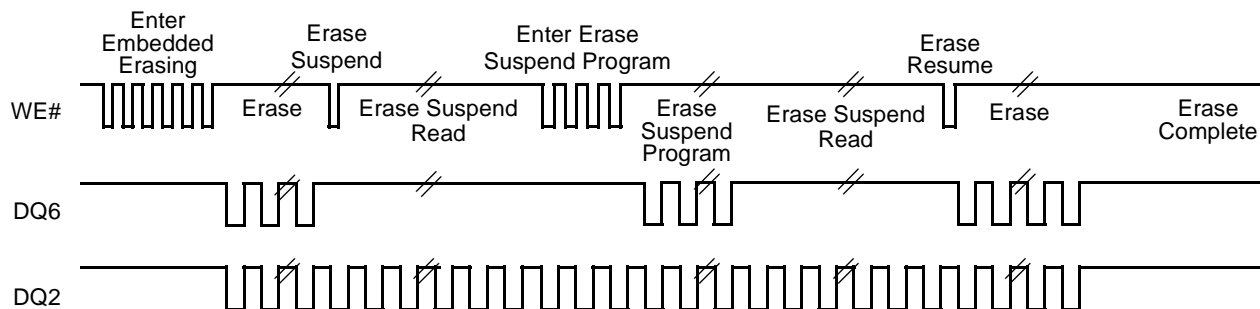 Enter
Embedded
Erasing
Erase
Suspend
Enter Erase
Suspend Program
Erase
Resume
WE#
Erase
Erase Suspend
Read
Erase
Suspend
Program
Erase Suspend
Read
Erase
Erase
Complete
DQ6
DQ2